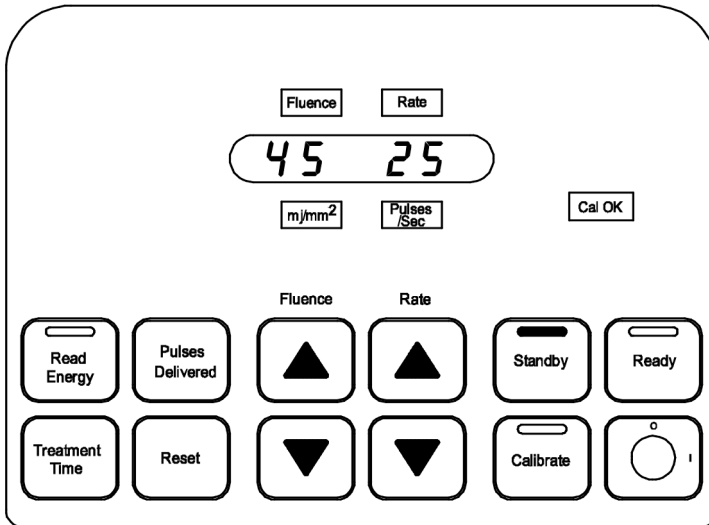 Fluence Rate
45 25
mj/mm² Pulses
/Sec
Cal OK
Fluence Rate
Read
Energy
Pulses
Delivered
Standby
Ready
Treatment
Time
Reset
Calibrate
O
I